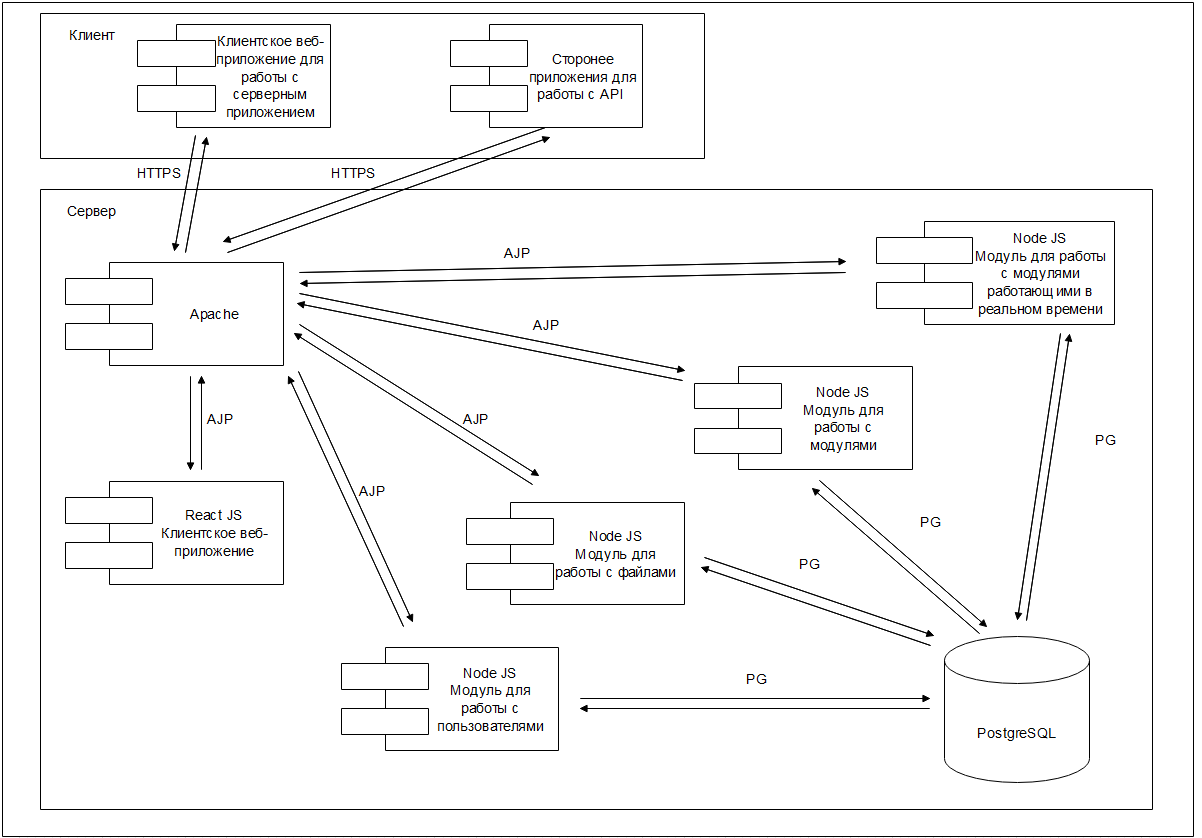 Клиент
Клиентское веб-
приложение для
работы с
серверным
приложением
Сторонее
приложения для
работы с API
HTTPS
HTTPS
Сервер
Apache
AJP
Node JS
Модуль для работы
с модулями
работающими в
реальном времени
AJP
Node JS
Модуль для
работы с
модулями
AJP
AJP
PG
React JS
Клиентское веб-
приложение
AJP
Node JS
Модуль для
работы с файлами
PG
PG
Node JS
Модуль для
работы с
пользователями
PG
PostgreSQL